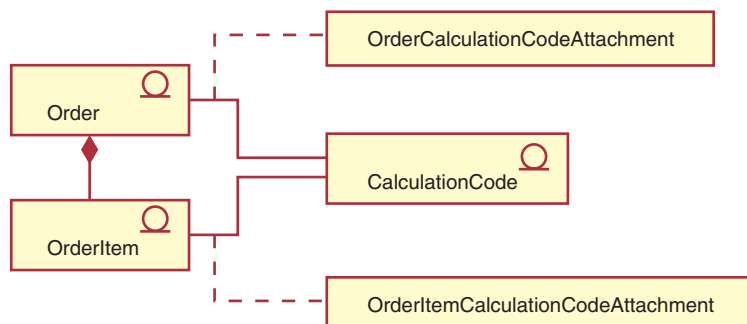 OrderCalculationCodeAttachment
Order
CalculationCode
OrderItem
OrderItemCalculationCodeAttachment